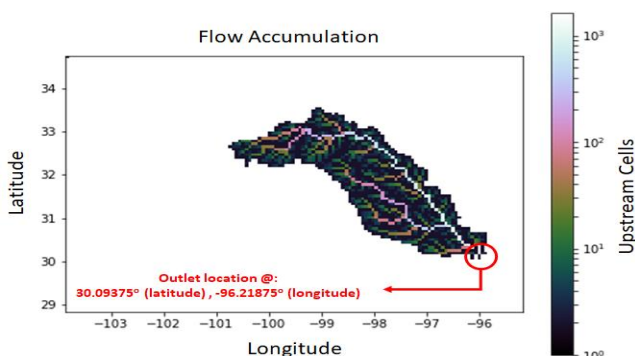 Flow Accumulation
Latitude
34
33
32
31
30
29
Outlet location @:
30.09375° (latitude) , -96.21875° (longitude)
−103 −102 −101 −100 −99 −98 −97 −96
Longitude
10³
10²
10¹
10⁰
Upstream Cells